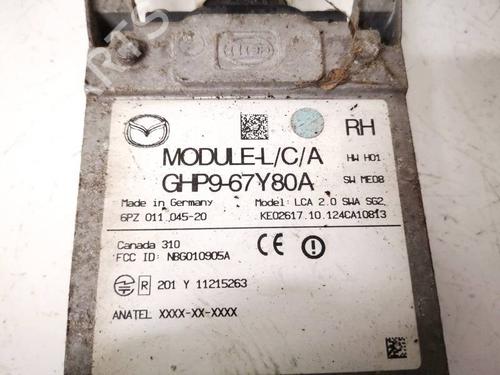 RH
MODULE-L/C/A
HW H01
GHP9-67Y80A
SW ME08
Made in Germany
Model: LCA 2.0 SWA SG2
6PZ 011 045-20
KE02617.10.124CA10813
Canada 310
FCC ID: NBG010905A
CE
R 201 Y 11215263
ANATEL XXXX-XX-XXXX